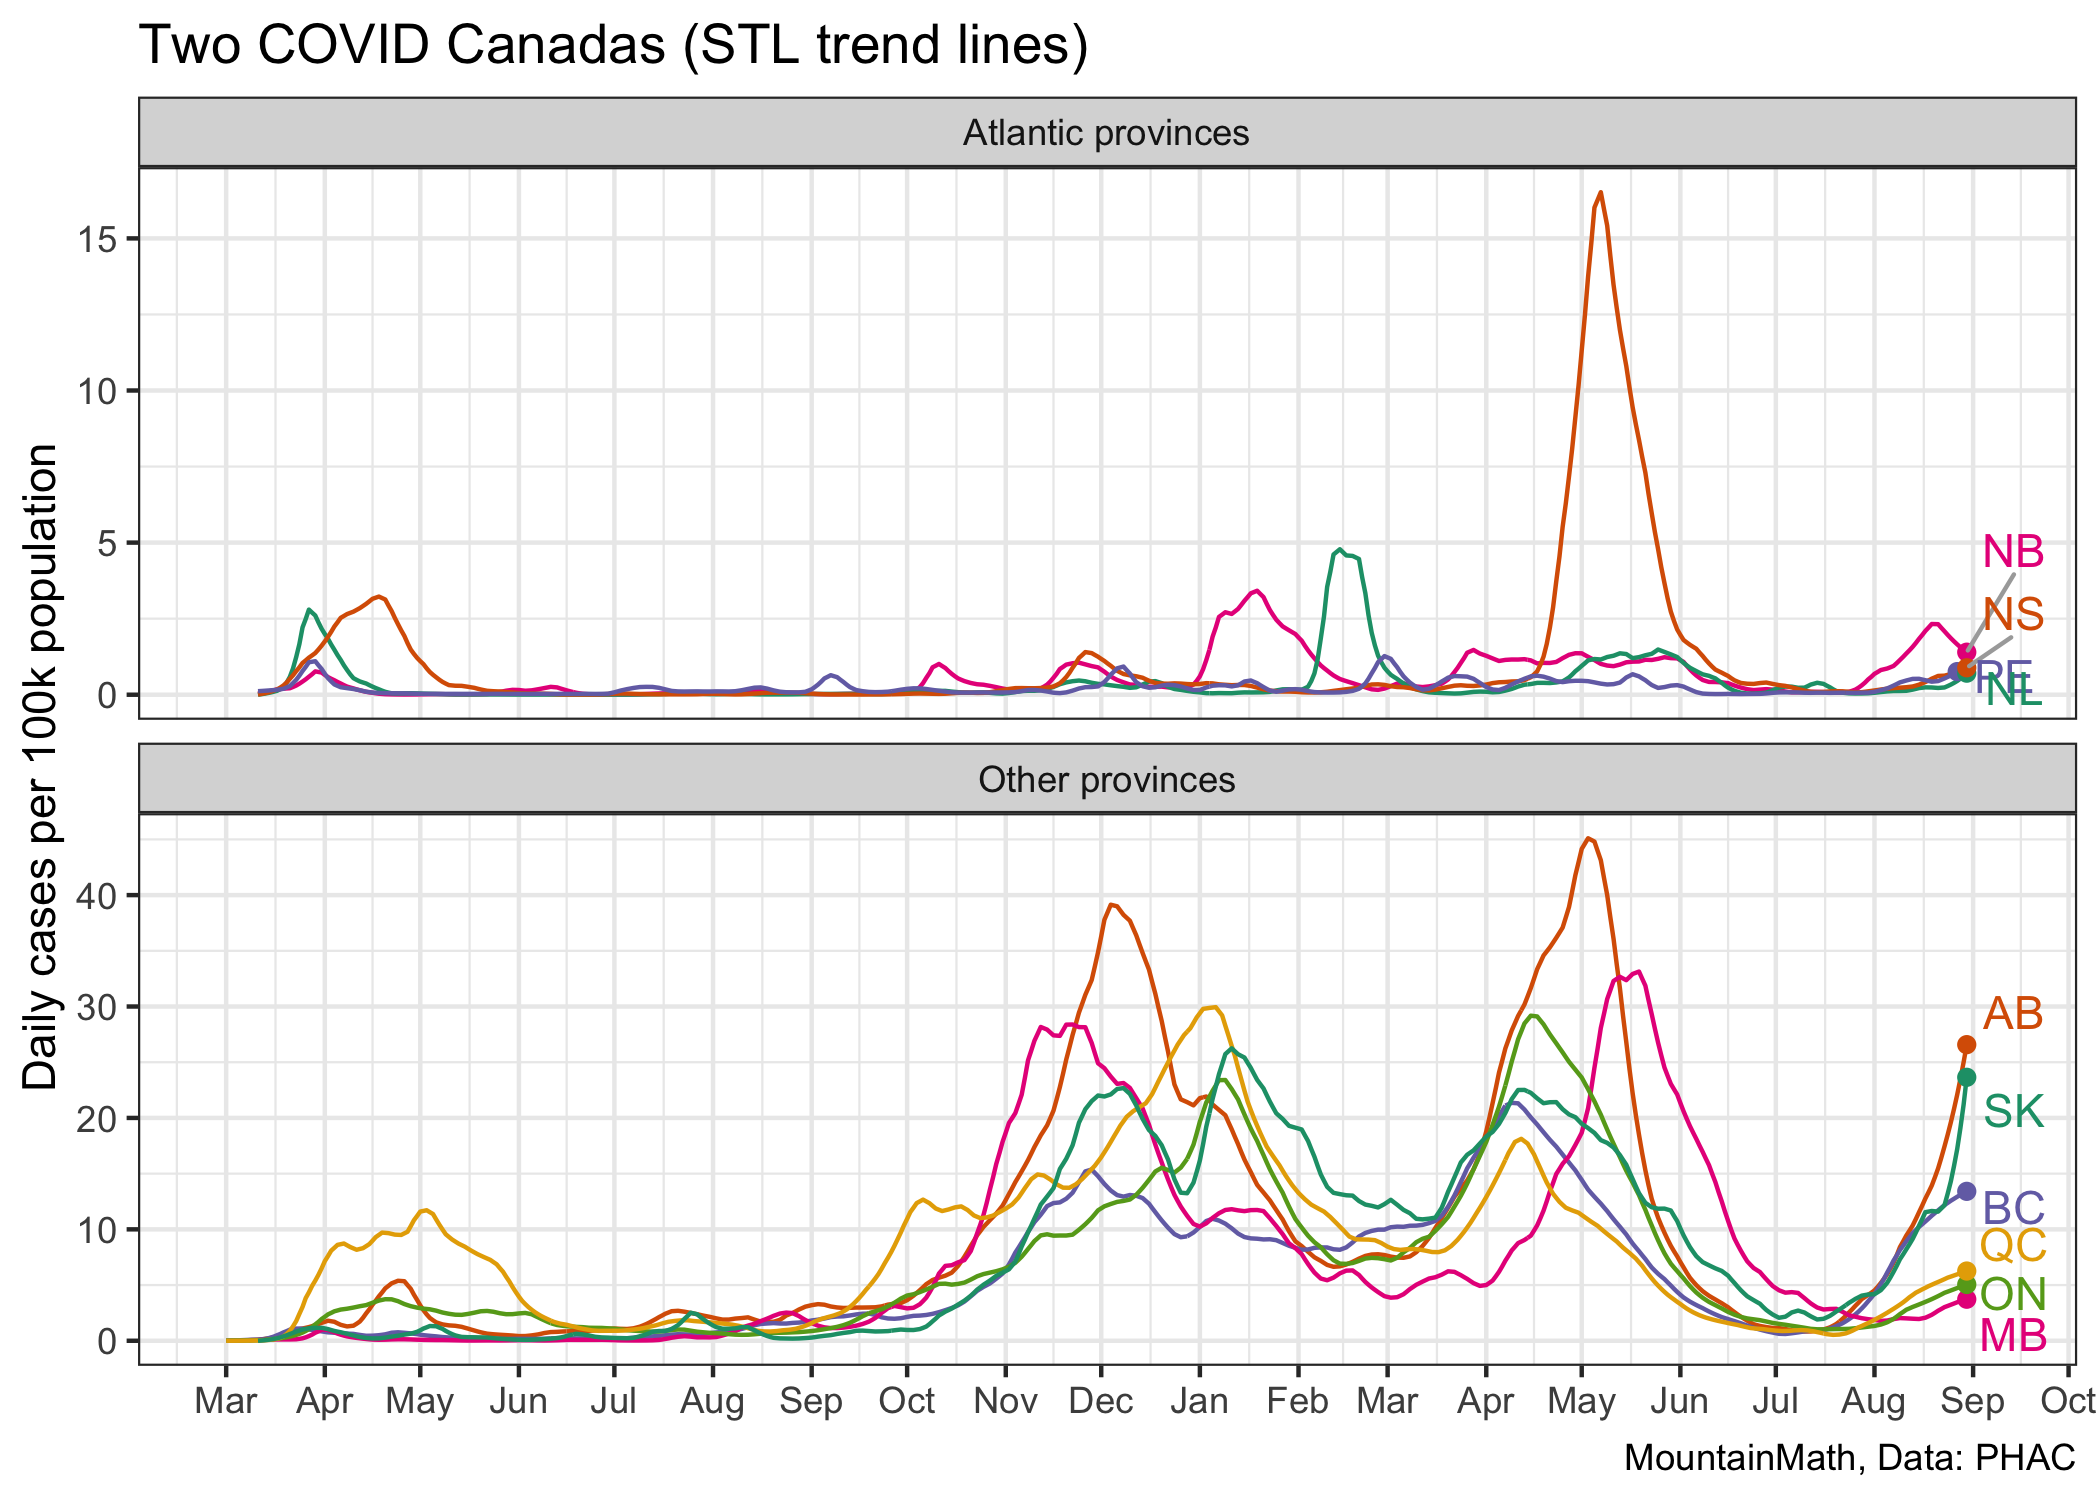 Two COVID Canadas (STL trend lines)
Atlantic provinces
15
10
5
0
NB
NS
PE
NL
Daily cases per 100k population
Other provinces
40
30
20
10
0
AB
SK
BC
QC
ON
MB
Mar Apr May Jun Jul Aug Sep Oct Nov Dec Jan Feb Mar Apr May Jun Jul Aug Sep Oct
MountainMath, Data: PHAC